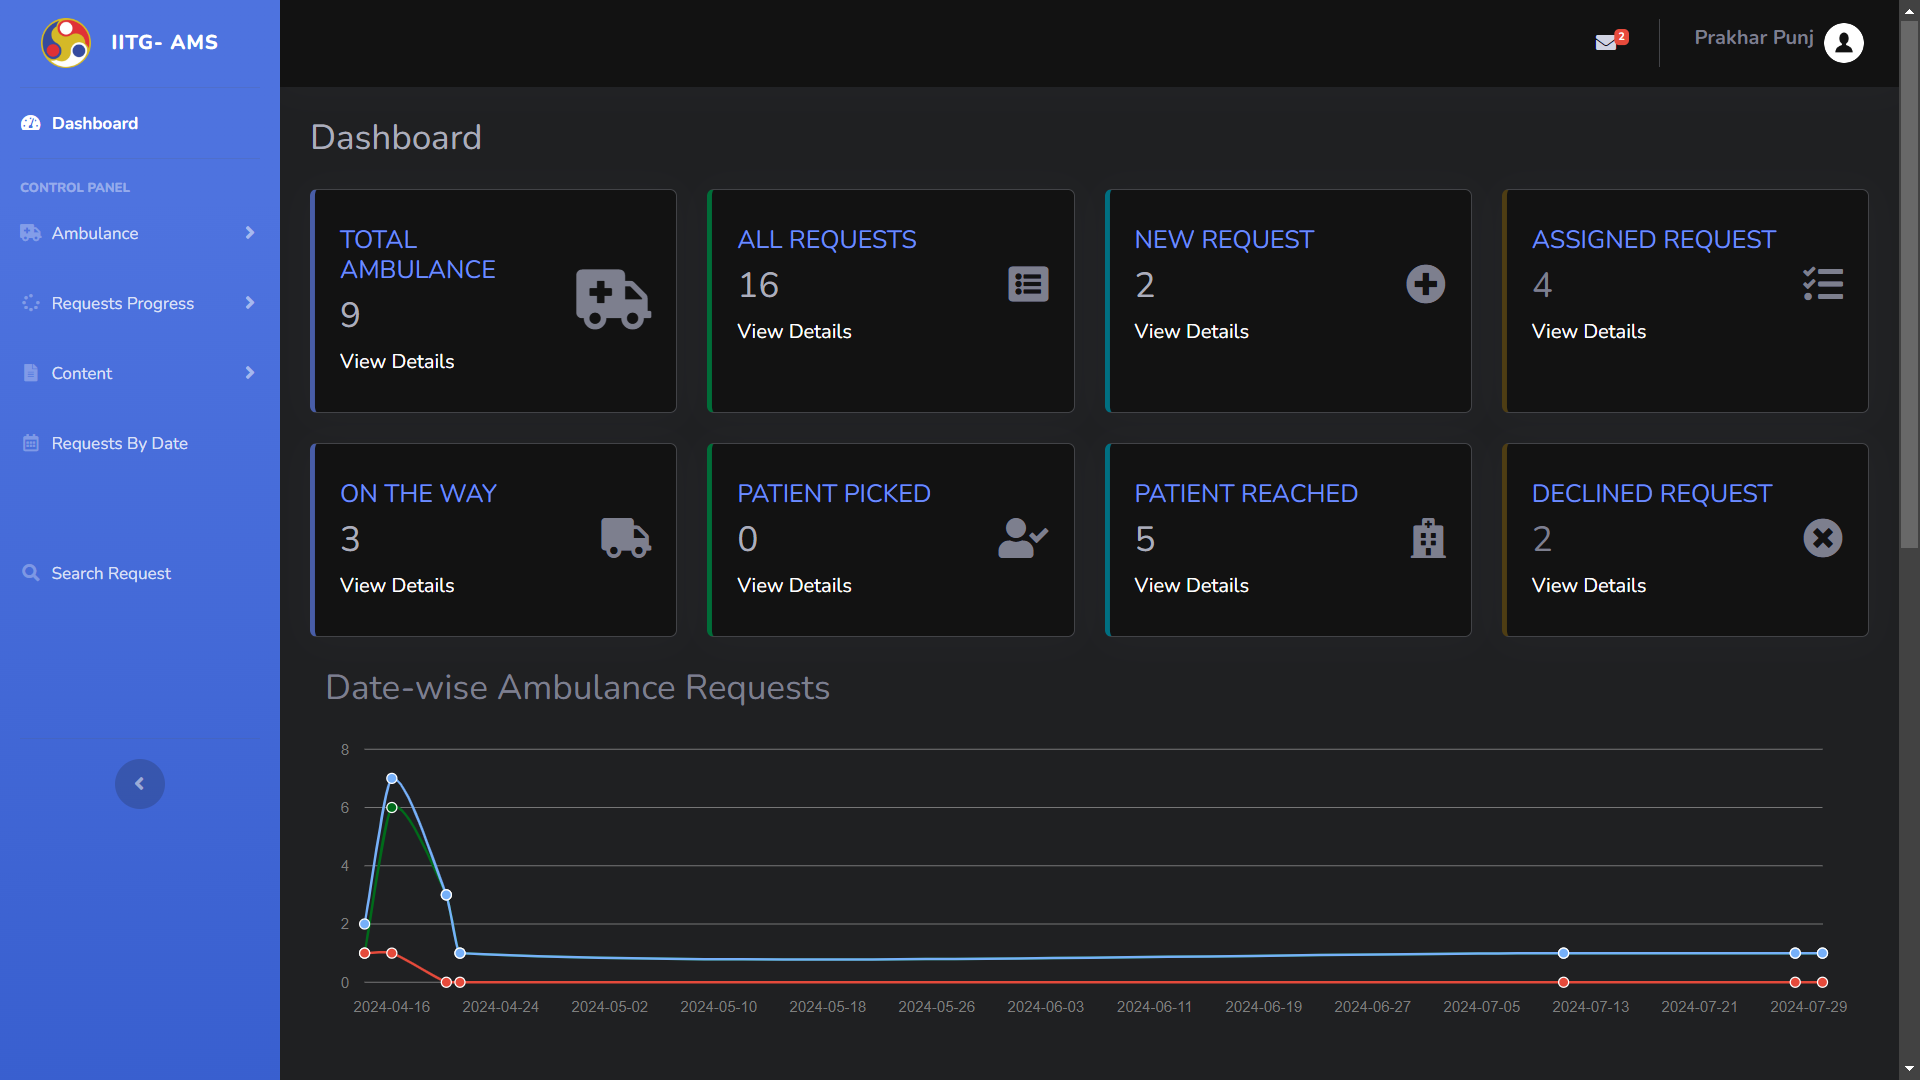 IITG- AMS
2
Prakhar Punj
Dashboard
CONTROL PANEL
Ambulance
Requests Progress
Content
Requests By Date
Search Request
Dashboard
TOTAL
AMBULANCE
9
View Details
ALL REQUESTS
16
View Details
NEW REQUEST
2
View Details
ASSIGNED REQUEST
4
View Details
ON THE WAY
3
View Details
PATIENT PICKED
0
View Details
PATIENT REACHED
5
View Details
DECLINED REQUEST
2
View Details
Date-wise Ambulance Requests
8
6
4
2
0
2024-04-16 2024-04-24 2024-05-02 2024-05-10 2024-05-18 2024-05-26 2024-06-03 2024-06-11 2024-06-19 2024-06-27 2024-07-05 2024-07-13 2024-07-21 2024-07-29